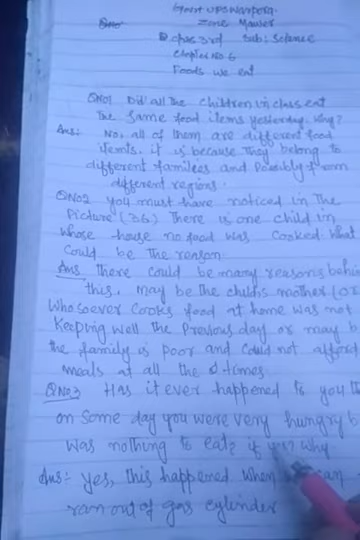 Govt UPS
Zone
class 3rd Sub: Science
Chapter No 6
Foods we eat
QNo1 Did all the children in class eat
the same food items yesterday. Why?
Ans: No, all of them are different food
items. it is because they belong to
different familees and Possibly from
different regions.
QNo2 you must have noticed in the
Picture (36) There is one child in
whose house no food was cooked. What
Could be the reason
Ans there could be many reasons behin
this, may be the childs mother (or
whosoever cooks food at home was not
Keeping well the previous day or may b
the family is poor and could not afford
meals at all the times.
QNo3 Has it ever happened to you th
on some day you were very hungry b
was nothing to eat? if yes? why
Ans:- yes, this happened when can
ran out of gas cylinder